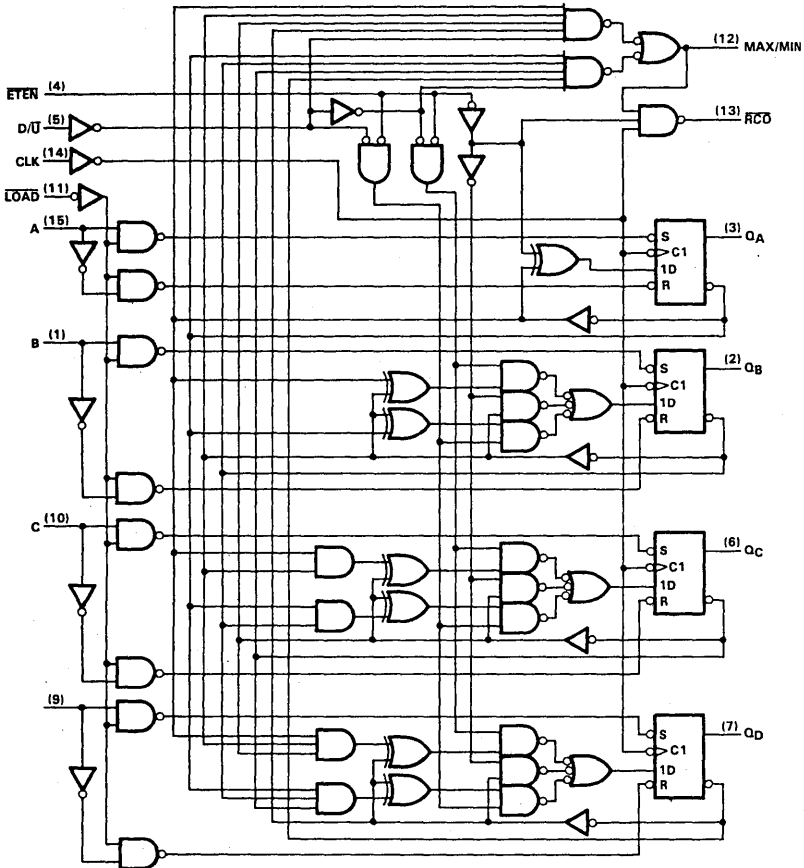 (12) MAX/MIN
(4)
ETEN
(13) RCO
(5)
D/U
(14)
CLK
(11)
LOAD
(15)
A
(3) QA
S
C1
1D
R
(1)
B
(2) QB
S
C1
1D
R
(10)
C
(6) QC
S
C1
1D
R
(9)
(7) QD
S
C1
1D
R